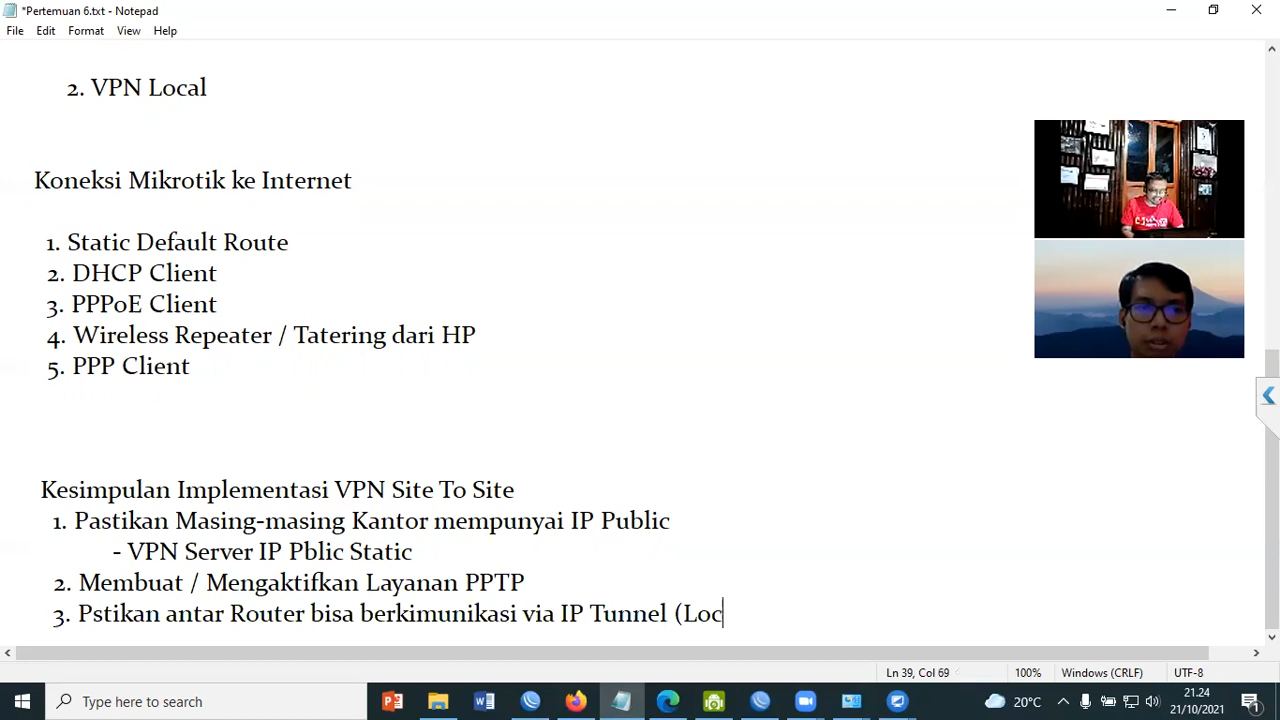 *Pertemuan 6.txt - Notepad
File Edit Format View Help
2. VPN Local
Koneksi Mikrotik ke Internet
1. Static Default Route
2. DHCP Client
3. PPPoE Client
4. Wireless Repeater / Tatering dari HP
5. PPP Client
Kesimpulan Implementasi VPN Site To Site
1. Pastikan Masing-masing Kantor mempunyai IP Public
- VPN Server IP Pblic Static
2. Membuat / Mengaktifkan Layanan PPTP
3. Pstikan antar Router bisa berkimunikasi via IP Tunnel (Loc
Ln 39, Col 69 100% Windows (CRLF) UTF-8
Type here to search 20°C 21.24
21/10/2021 1